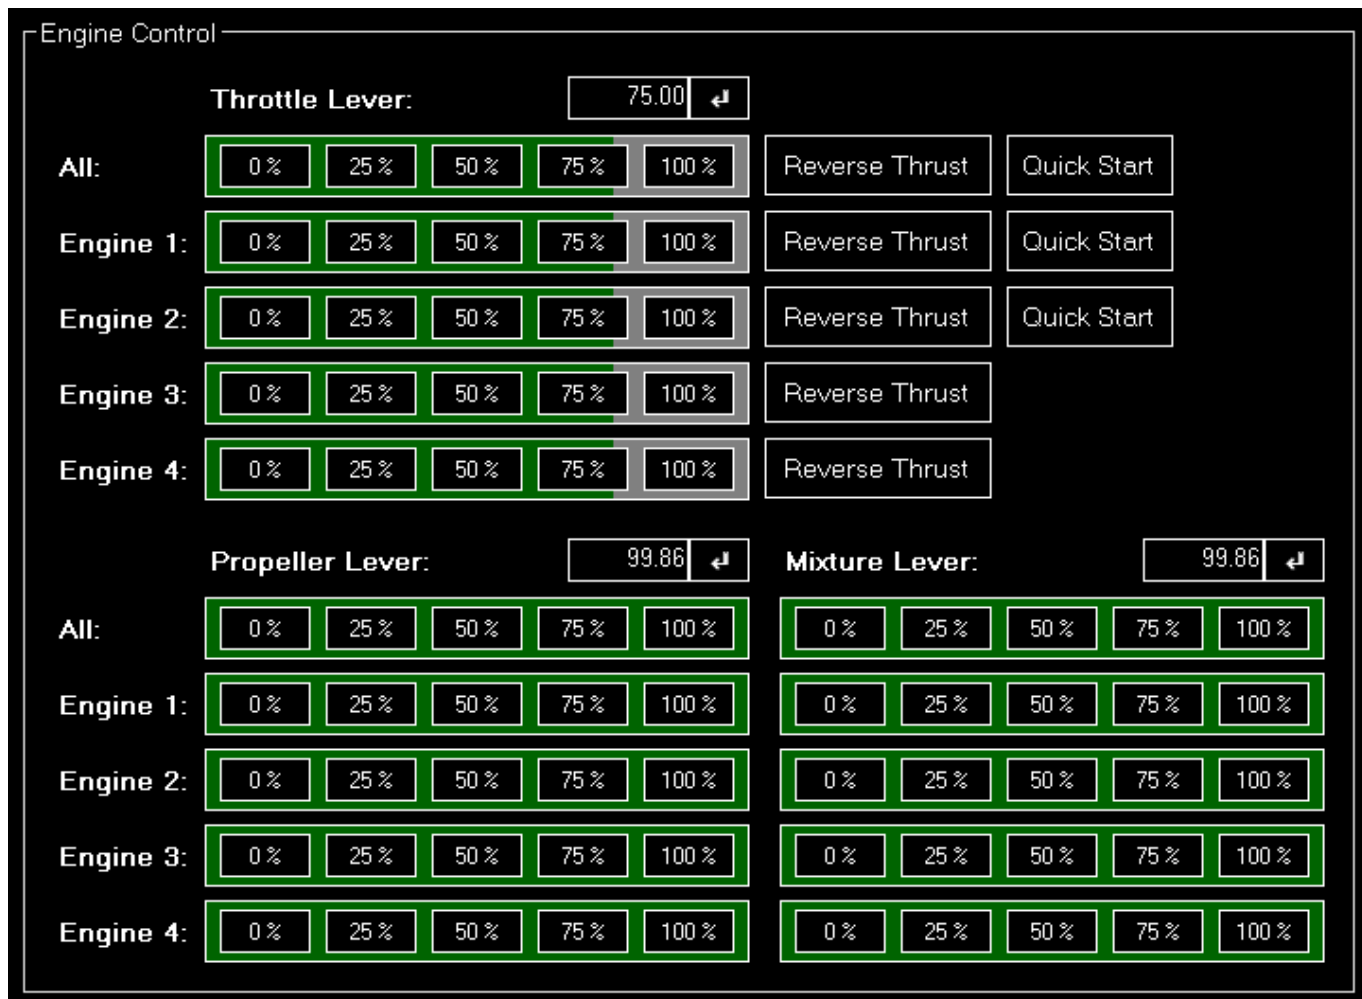 Engine Control
Throttle Lever: 75.00 ↵
All: 0 % 25 % 50 % 75 % 100 % Reverse Thrust Quick Start
Engine 1: 0 % 25 % 50 % 75 % 100 % Reverse Thrust Quick Start
Engine 2: 0 % 25 % 50 % 75 % 100 % Reverse Thrust Quick Start
Engine 3: 0 % 25 % 50 % 75 % 100 % Reverse Thrust
Engine 4: 0 % 25 % 50 % 75 % 100 % Reverse Thrust
Propeller Lever: 99.86 ↵ Mixture Lever: 99.86 ↵
All: 0 % 25 % 50 % 75 % 100 % 0 % 25 % 50 % 75 % 100 %
Engine 1: 0 % 25 % 50 % 75 % 100 % 0 % 25 % 50 % 75 % 100 %
Engine 2: 0 % 25 % 50 % 75 % 100 % 0 % 25 % 50 % 75 % 100 %
Engine 3: 0 % 25 % 50 % 75 % 100 % 0 % 25 % 50 % 75 % 100 %
Engine 4: 0 % 25 % 50 % 75 % 100 % 0 % 25 % 50 % 75 % 100 %